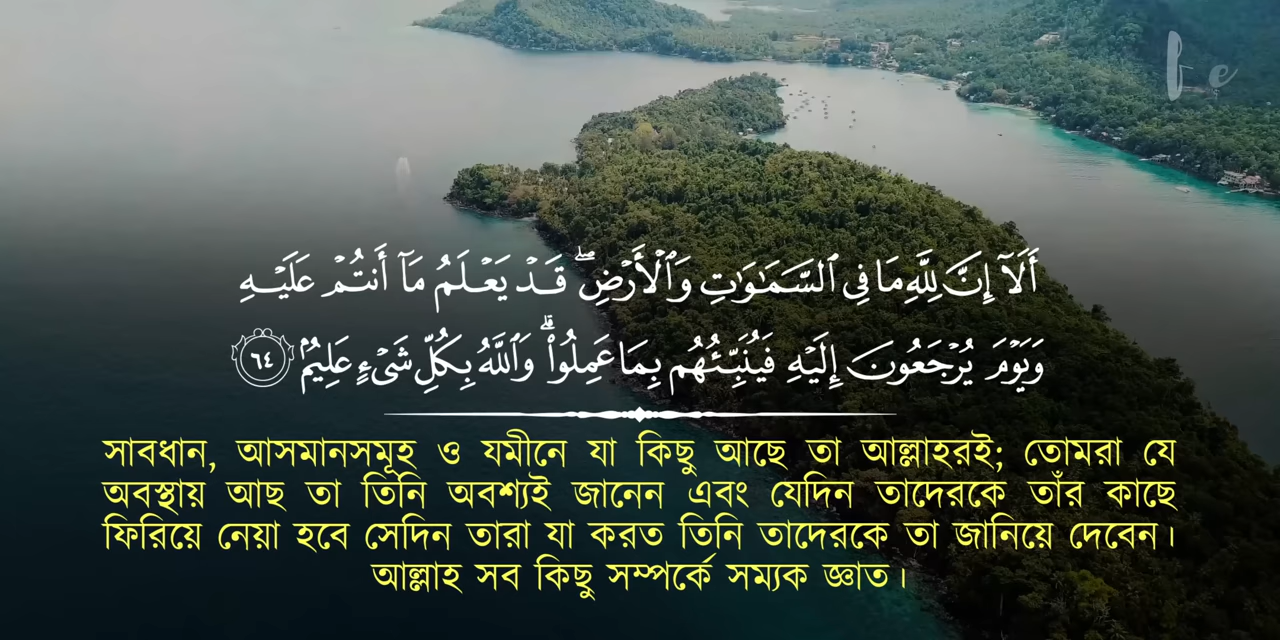 be
أَلَآ إِنَّ لِلَّهِ مَا فِى ٱلسَّمَـٰوَٰتِ وَٱلْأَرْضِ ۖ قَدْ يَعْلَمُ مَآ أَنتُمْ عَلَيْهِ
وَيَوْمَ يُرْجَعُونَ إِلَيْهِ فَيُنَبِّئُهُم بِمَا عَمِلُوا۟ ۗ وَٱللَّهُ بِكُلِّ شَىْءٍ عَلِيمٌۢ ٦٤
সাবধান, আসমানসমূহ ও যমীনে যা কিছু আছে তা আল্লাহরই; তোমরা যে
অবস্থায় আছ তা তিনি অবশ্যই জানেন এবং যেদিন তাদেরকে তাঁর কাছে
ফিরিয়ে নেয়া হবে সেদিন তারা যা করত তিনি তাদেরকে তা জানিয়ে দেবেন।
আল্লাহ সব কিছু সম্পর্কে সম্যক জ্ঞাত।